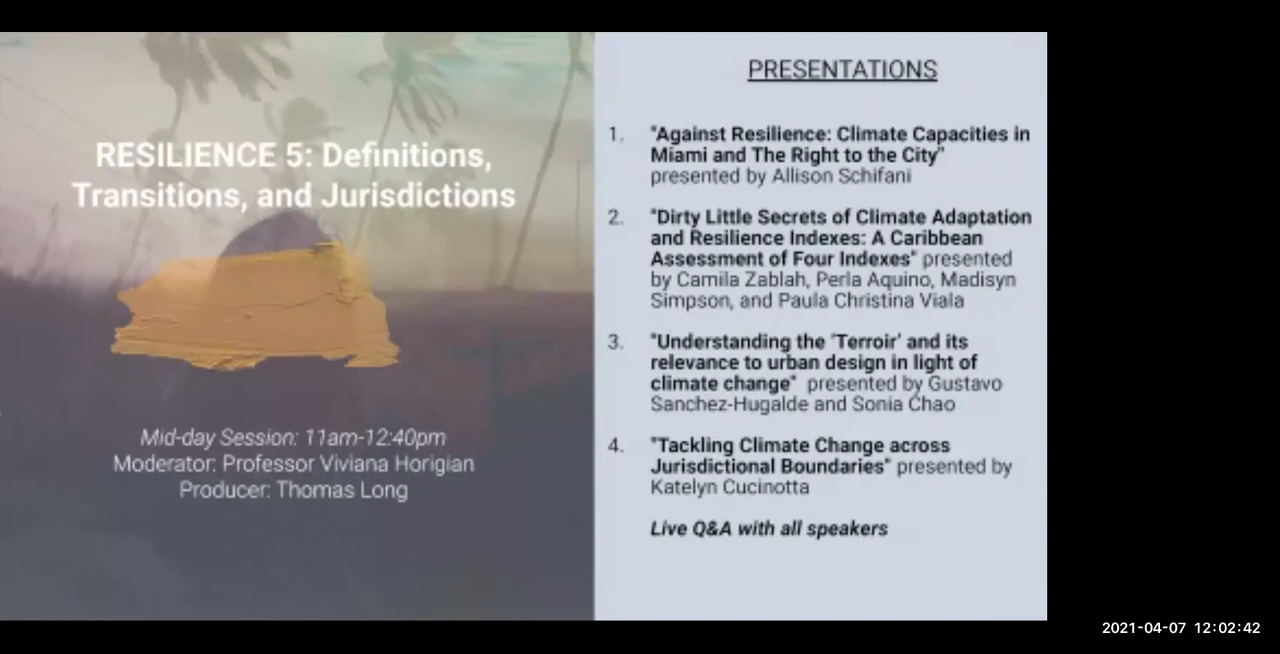 RESILIENCE 5: Definitions,
Transitions, and Jurisdictions
Mid-day Session: 11am-12:40pm
Moderator: Professor Viviana Horigian
Producer: Thomas Long
PRESENTATIONS
1. "Against Resilience: Climate Capacities in
Miami and The Right to the City"
presented by Allison Schifani
2. "Dirty Little Secrets of Climate Adaptation
and Resilience Indexes: A Caribbean
Assessment of Four Indexes" presented
by Camila Zablah, Perla Aquino, Madisyn
Simpson, and Paula Christina Viala
3. "Understanding the 'Terroir' and its
relevance to urban design in light of
climate change" presented by Gustavo
Sanchez-Hugalde and Sonia Chao
4. "Tackling Climate Change across
Jurisdictional Boundaries" presented by
Katelyn Cucinotta
Live Q&A with all speakers
2021-04-07 12:02:42